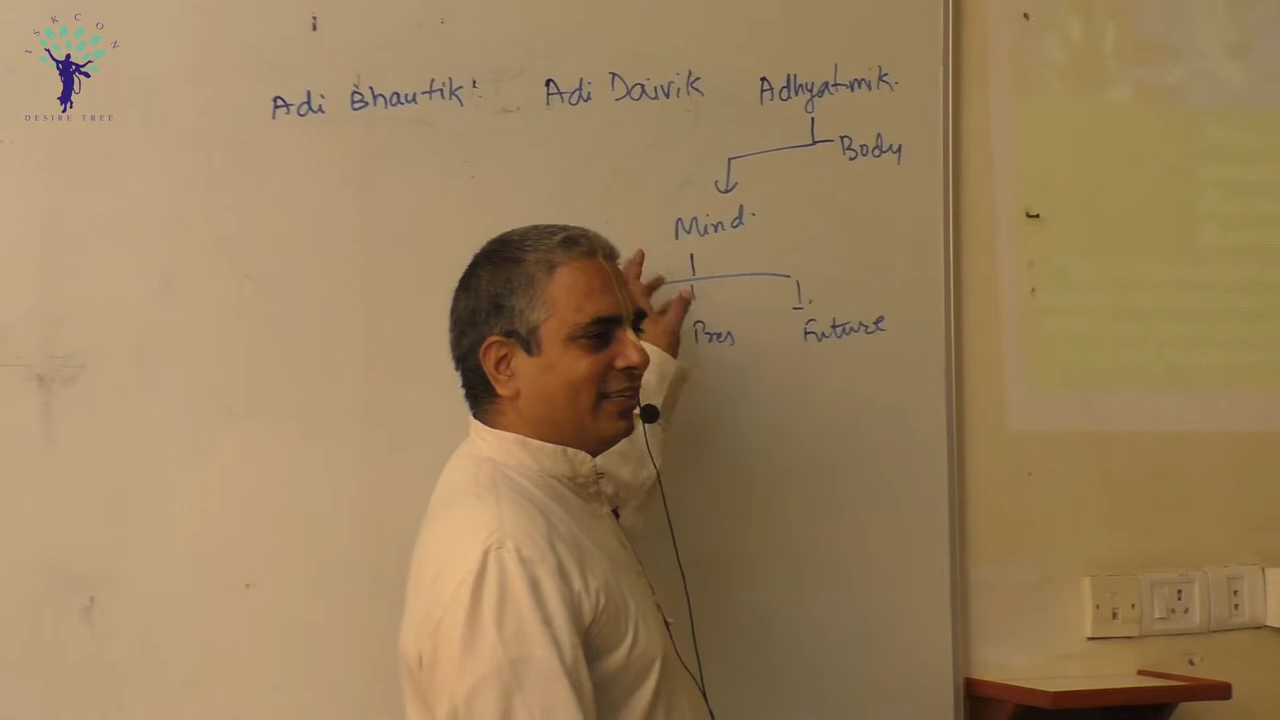 ISKCON
DESIRE TREE
Adi Bhautik Adi Daivik Adhyatmik.
Body
Mind.
Pres Future